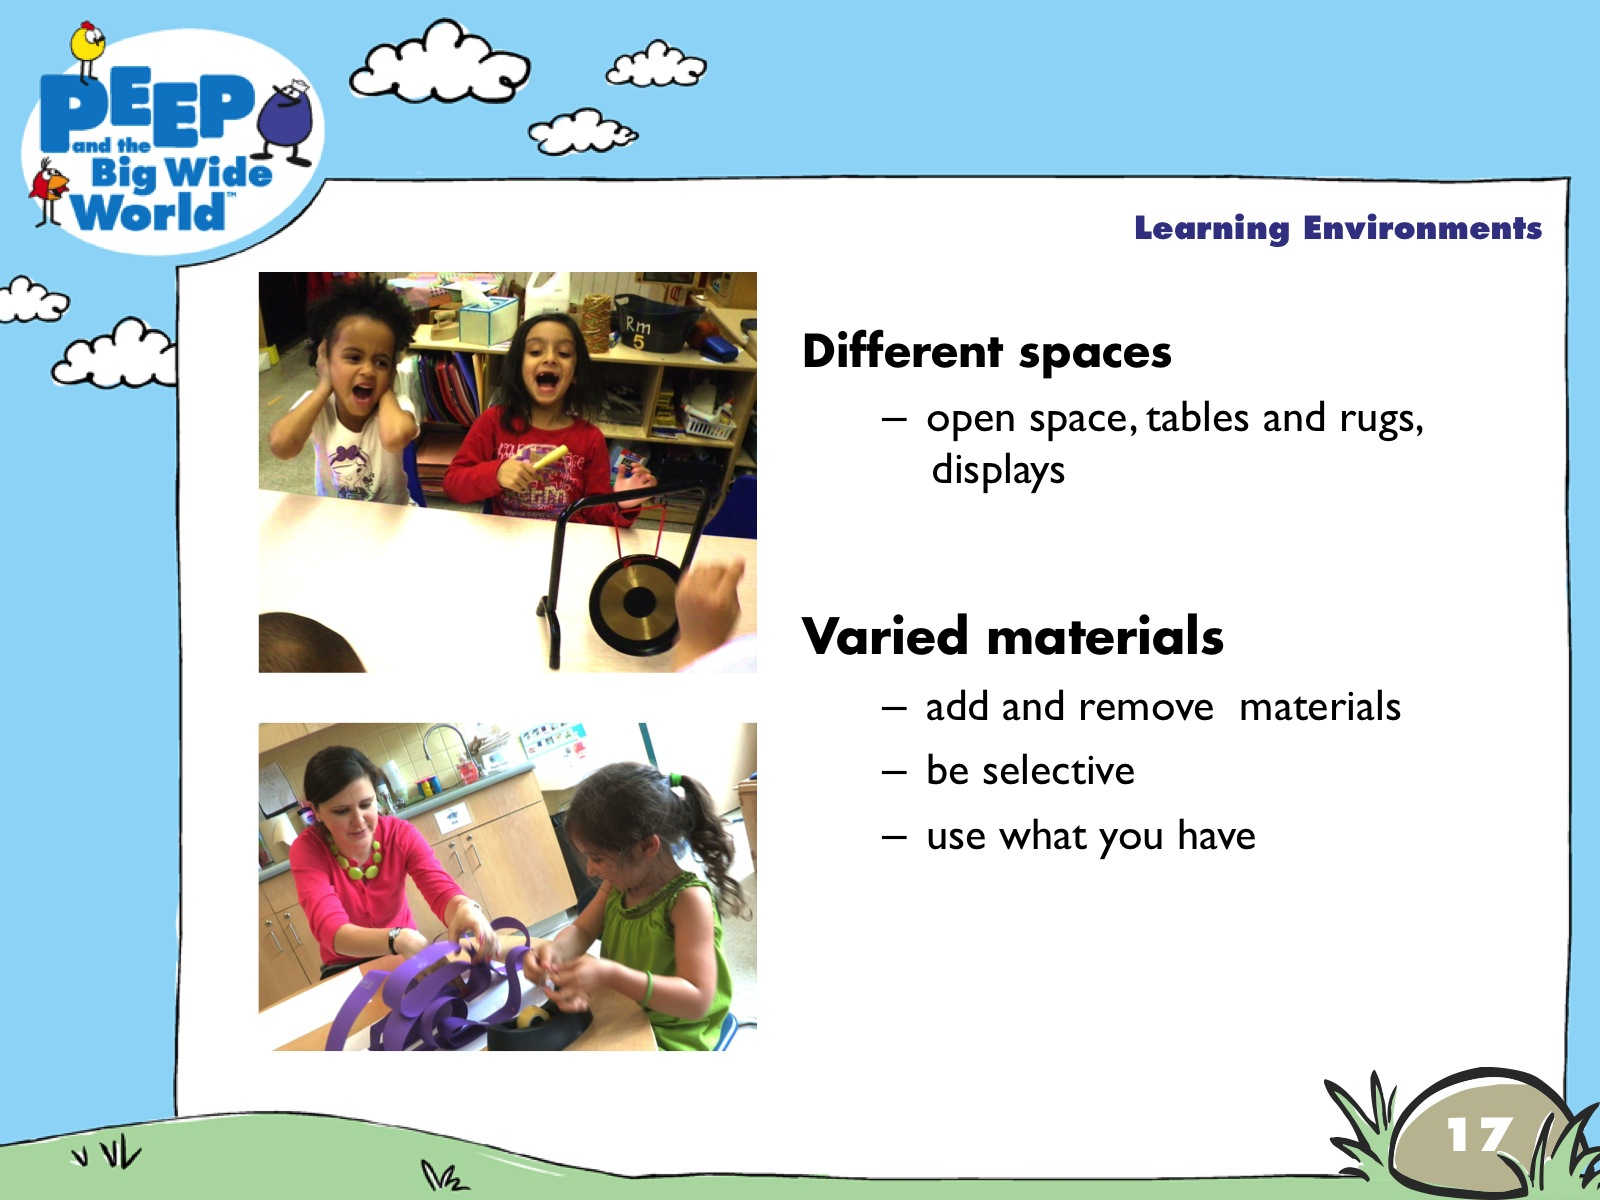 PEEP
and the
Big Wide
World™
Learning Environments
Rm
5
Different spaces
– open space, tables and rugs,
displays
Varied materials
– add and remove  materials
– be selective
– use what you have
17